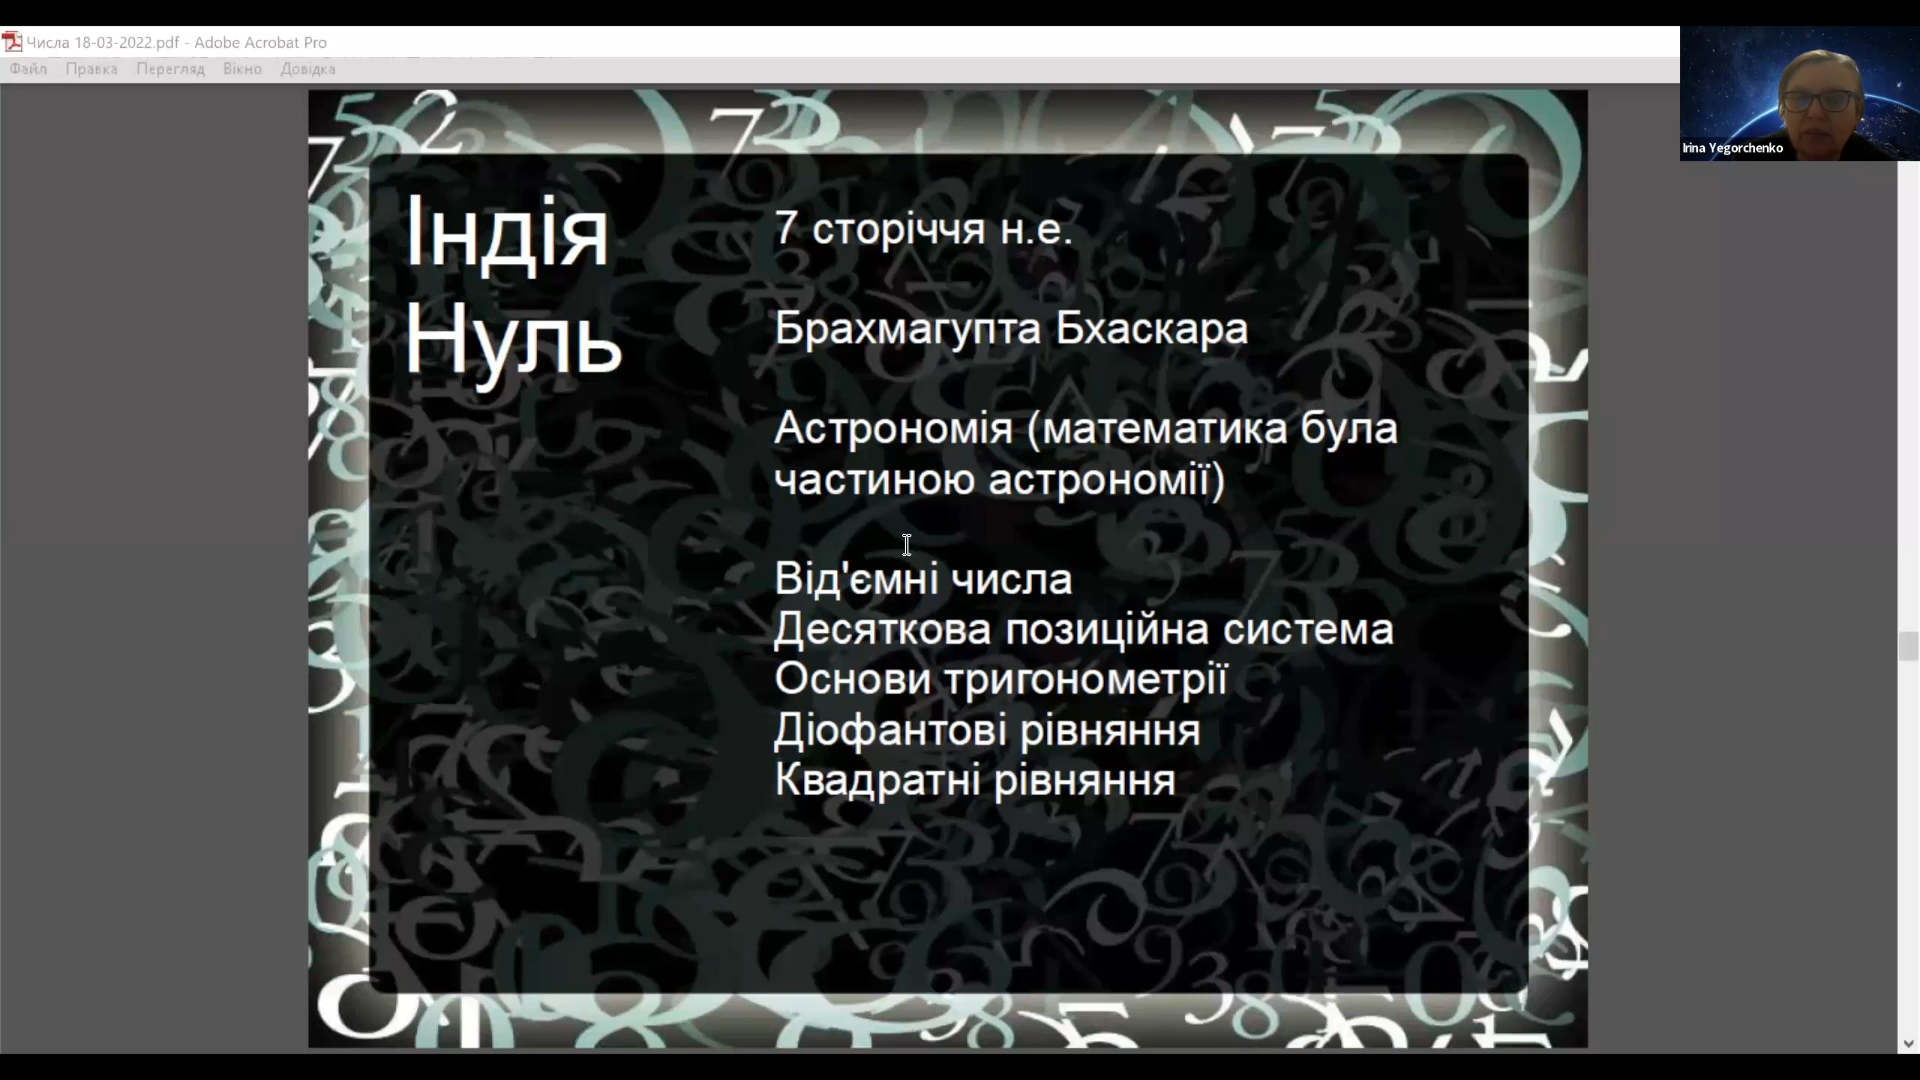 Числа 18-03-2022.pdf - Adobe Acrobat Pro
Файл Правка Перегляд Вікно Довідка
Irina Yegorchenko
Індія
Нуль
7 сторіччя н.е.
Брахмагупта Бхаскара
Астрономія (математика була
частиною астрономії)
Від'ємні числа
Десяткова позиційна система
Основи тригонометрії
Діофантові рівняння
Квадратні рівняння